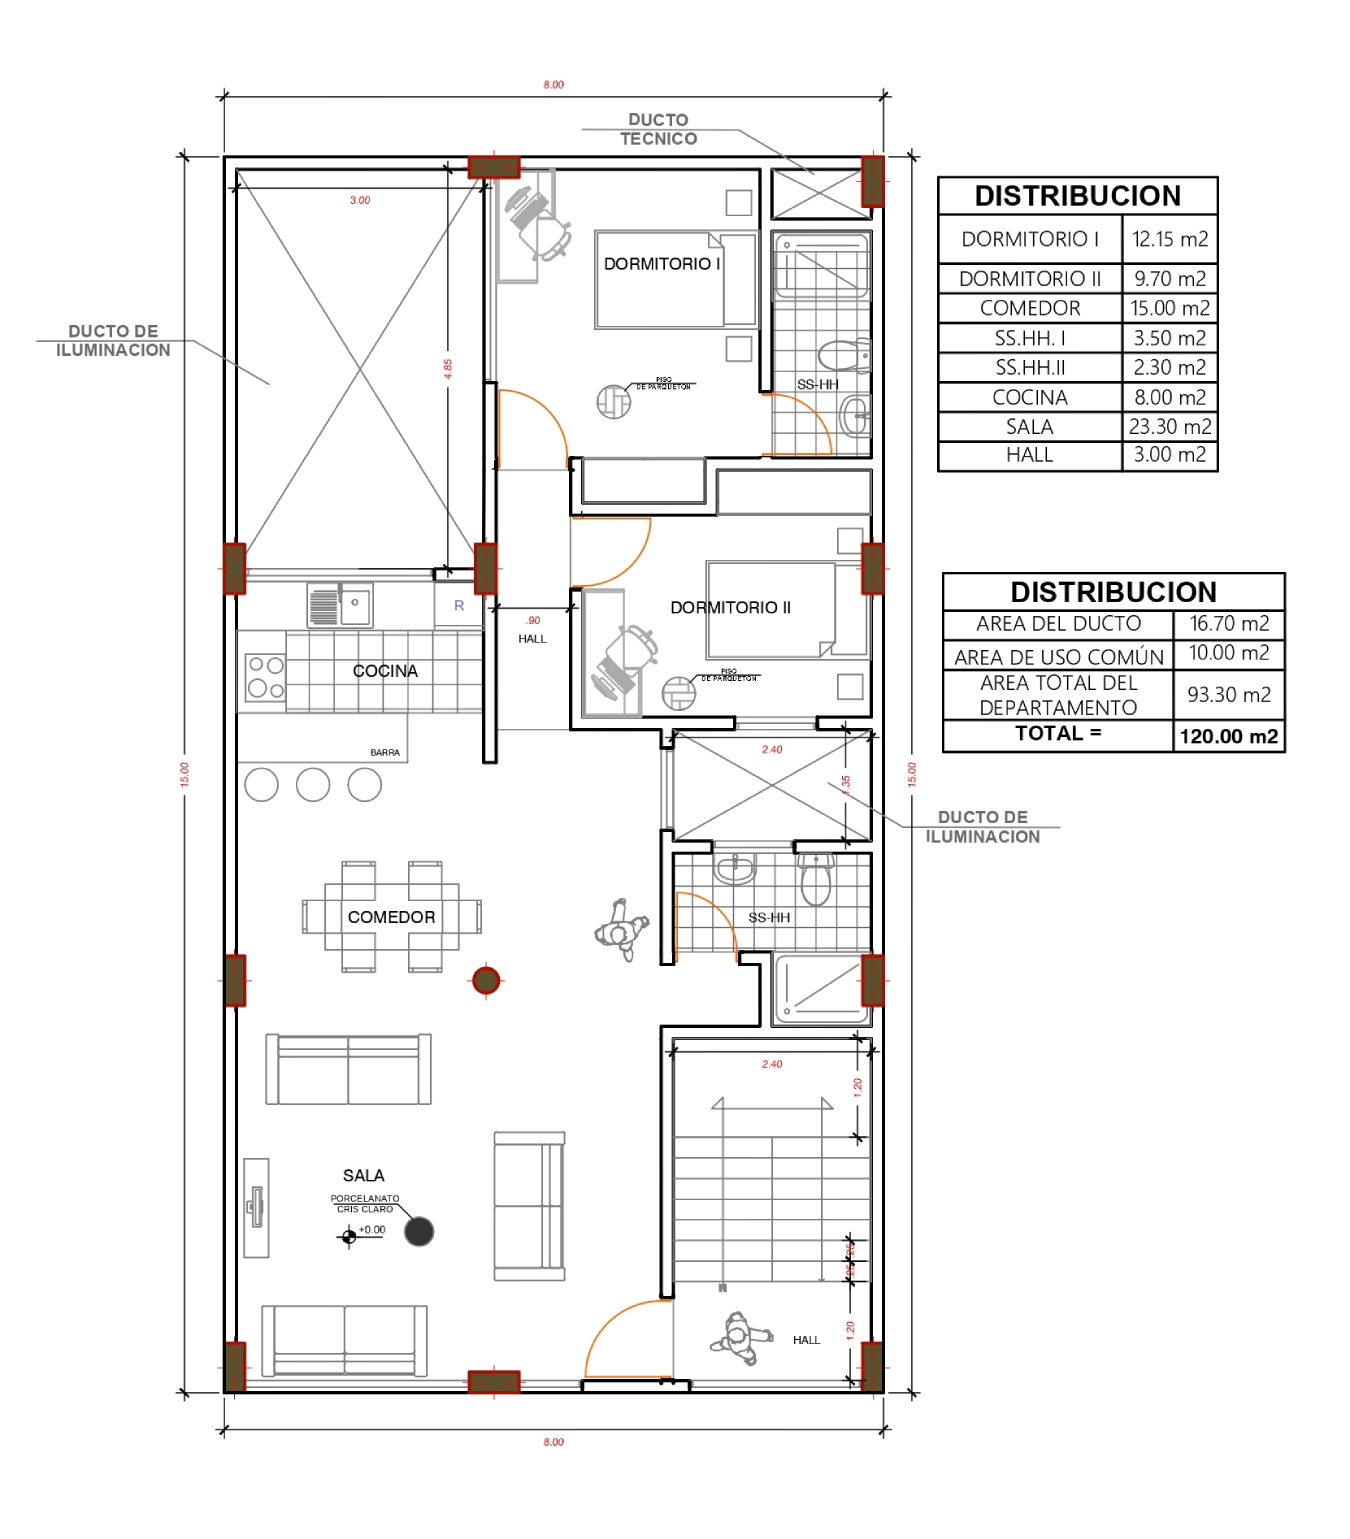 8.00
DUCTO
TECNICO
3.00
DORMITORIO I
DUCTO DE
ILUMINACION
4.85
PISO
DE PARQUETON
SS-HH
R
DORMITORIO II
.90
HALL
COCINA
PISO
DE PARQUETON
BARRA
2.40
1.35
15.00
15.00
DUCTO DE
ILUMINACION
COMEDOR
SS-HH
2.40
1.20
SALA
PORCELANATO
CRIS CLARO
+0.00
.25
.25
1.20
HALL
8.00
DISTRIBUCION
DORMITORIO I 12.15 m2
DORMITORIO II 9.70 m2
COMEDOR 15.00 m2
SS.HH. I 3.50 m2
SS.HH.II 2.30 m2
COCINA 8.00 m2
SALA 23.30 m2
HALL 3.00 m2
DISTRIBUCION
AREA DEL DUCTO 16.70 m2
AREA DE USO COMÚN 10.00 m2
AREA TOTAL DEL
DEPARTAMENTO 93.30 m2
TOTAL = 120.00 m2